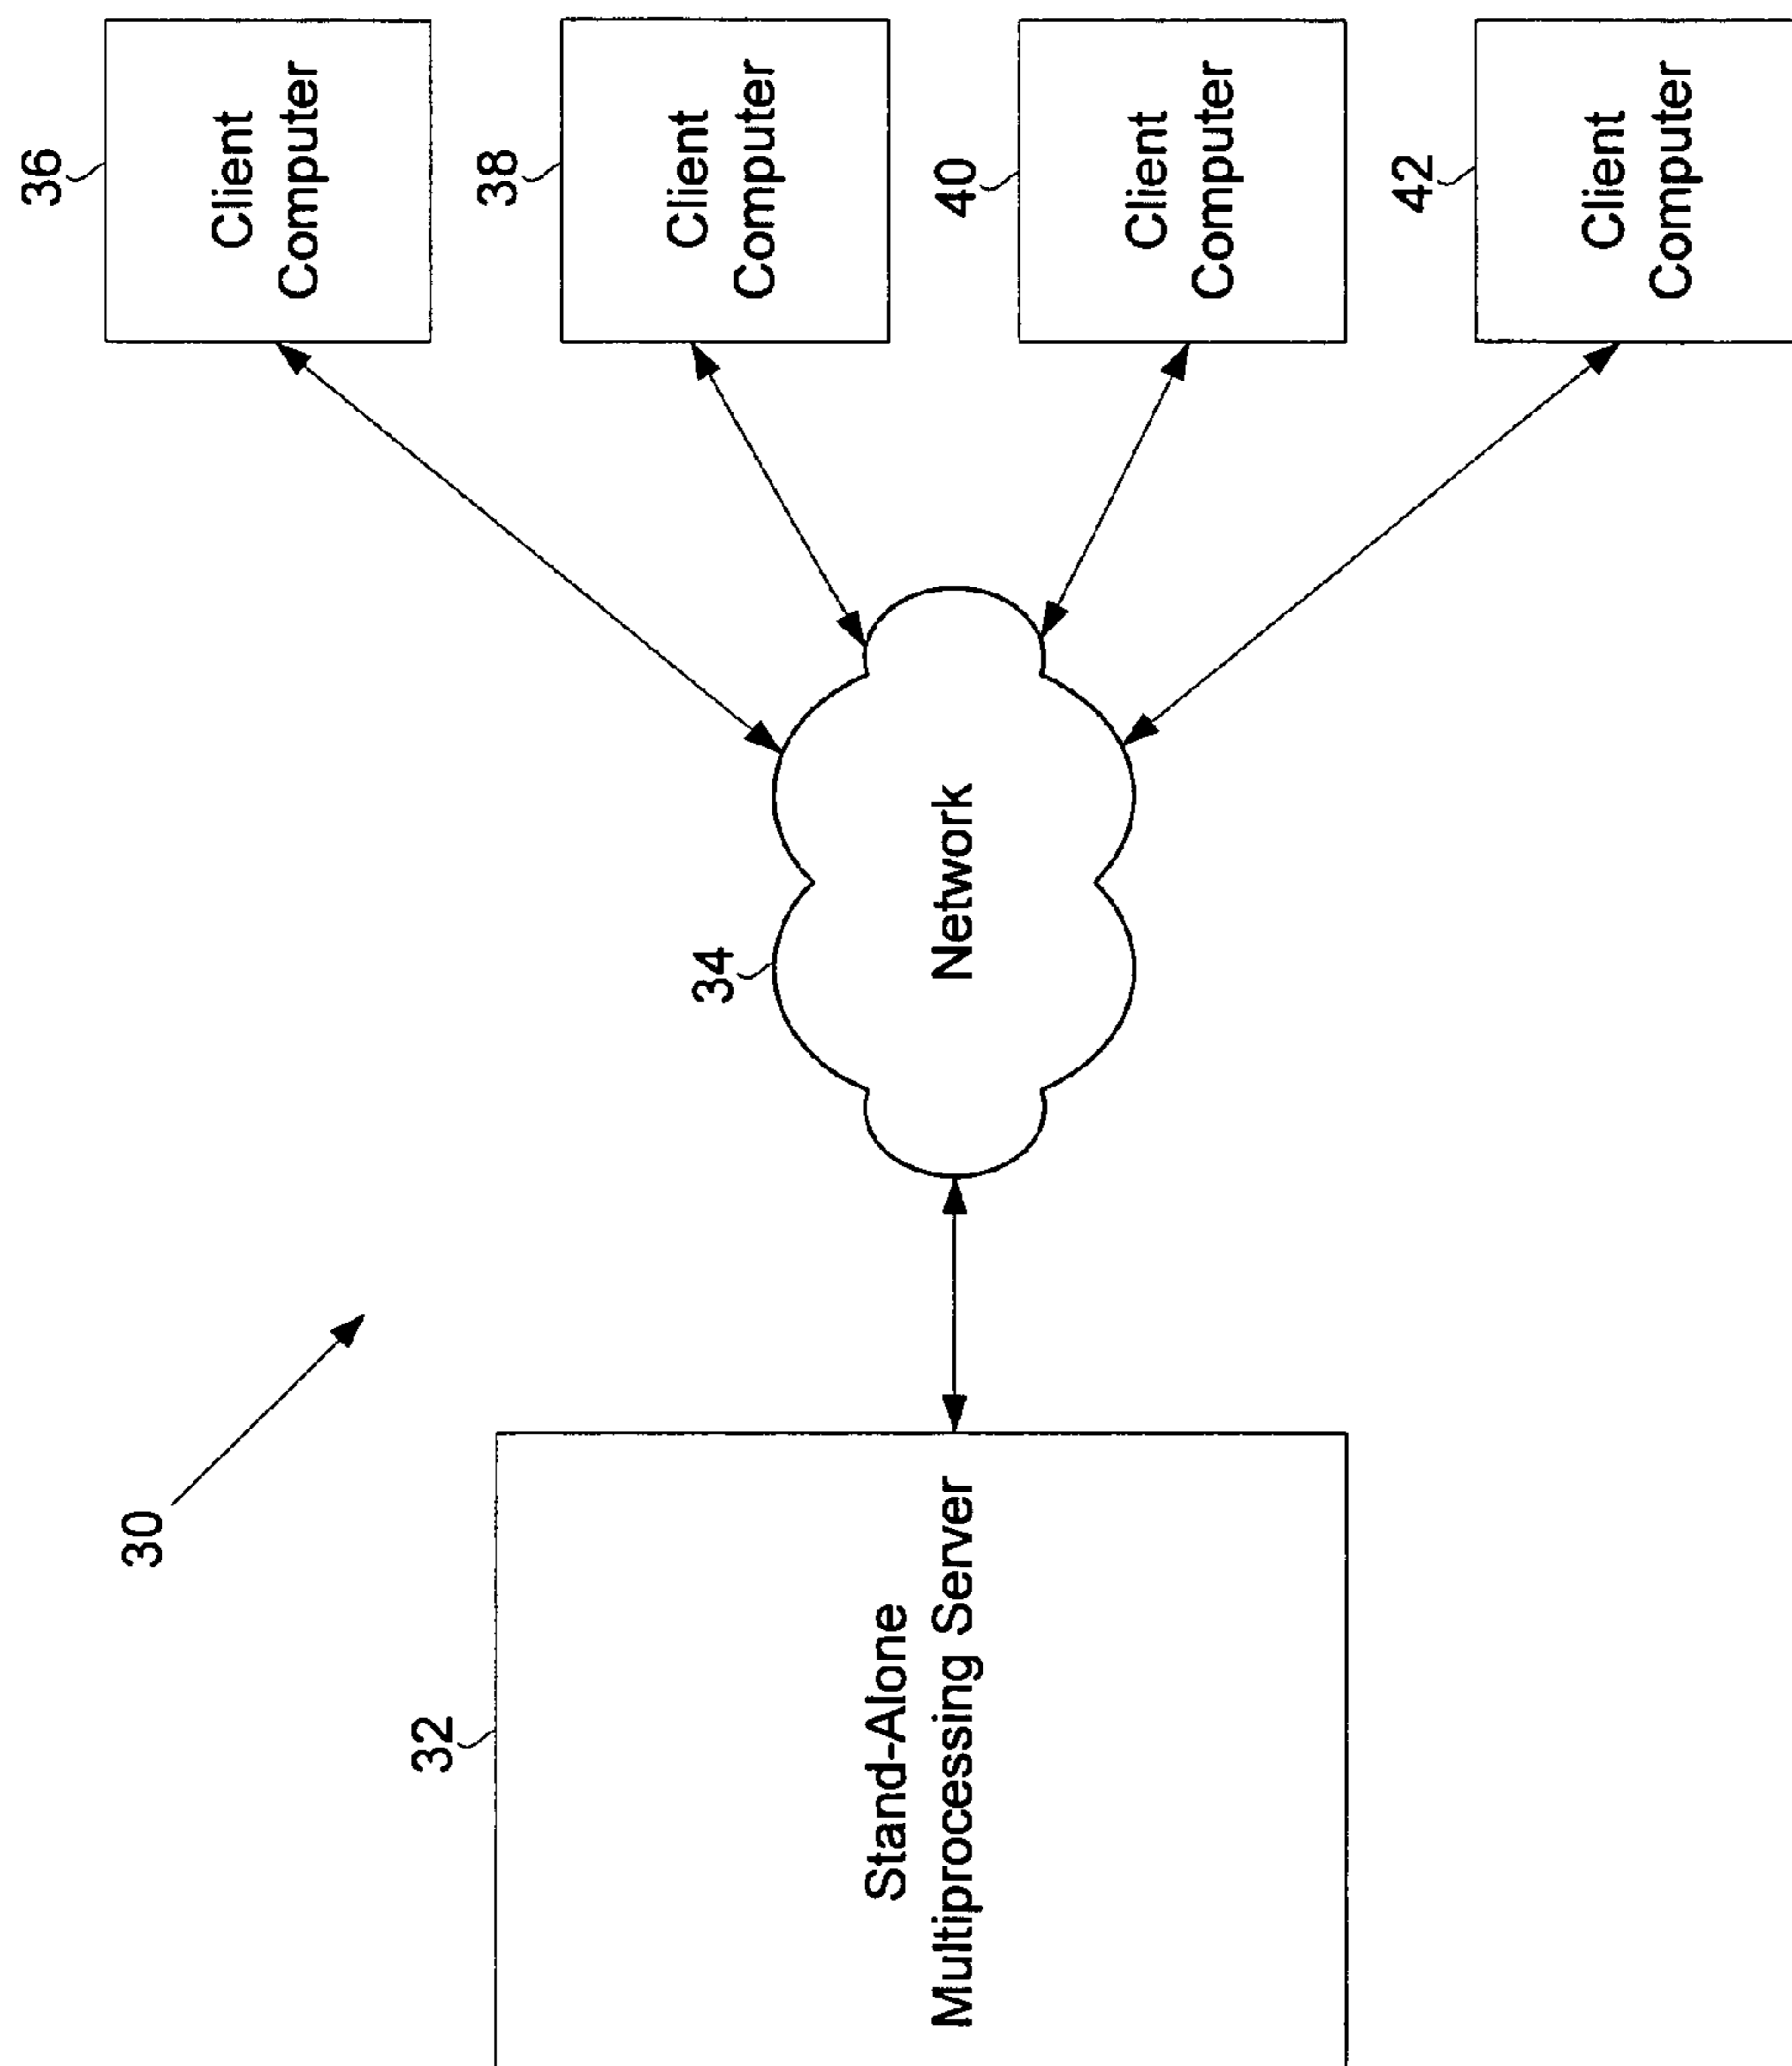 30
32
Stand-Alone
Multiprocessing Server
34
Network
36
Client
Computer
38
Client
Computer
40
Client
Computer
42
Client
Computer